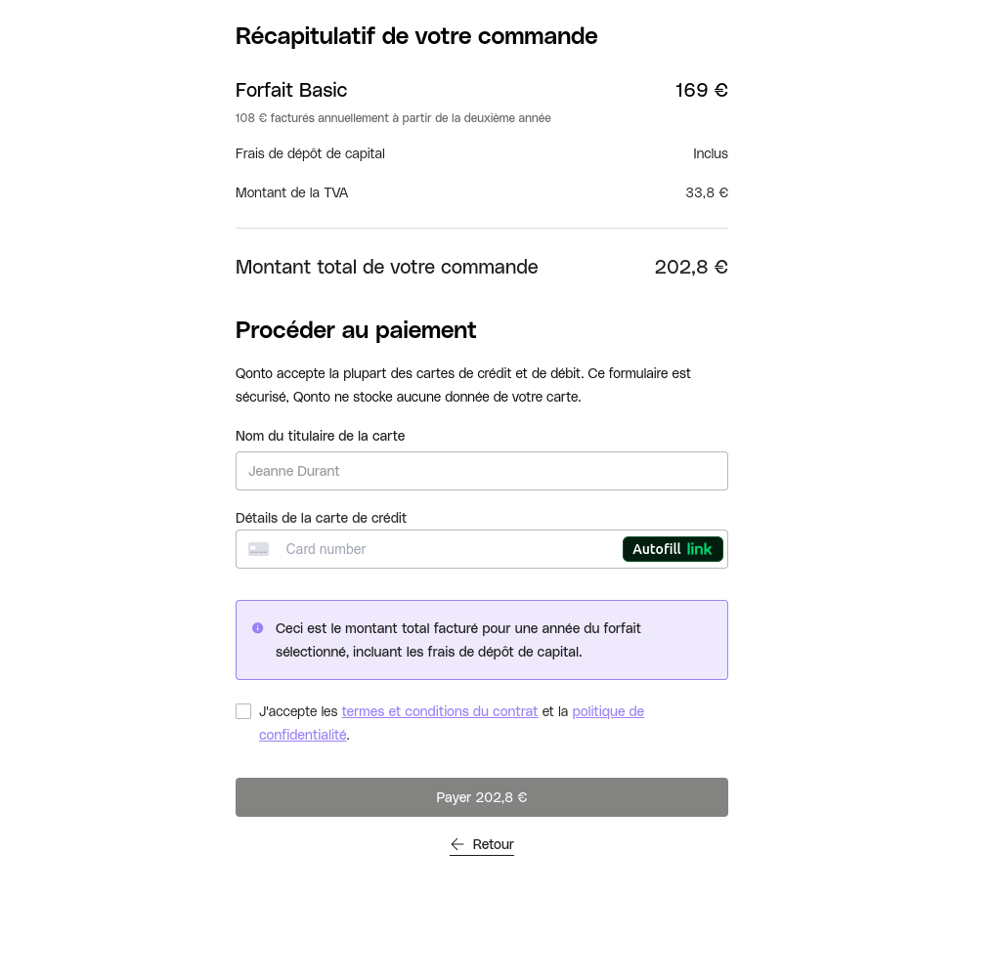 Récapitulatif de votre commande
Forfait Basic 169 €
108 € facturés annuellement à partir de la deuxième année
Frais de dépôt de capital Inclus
Montant de la TVA 33,8 €
Montant total de votre commande 202,8 €
Procéder au paiement
Qonto accepte la plupart des cartes de crédit et de débit. Ce formulaire est
sécurisé, Qonto ne stocke aucune donnée de votre carte.
Nom du titulaire de la carte
Jeanne Durant
Détails de la carte de crédit
Card number Autofill link
Ceci est le montant total facturé pour une année du forfait
sélectionné, incluant les frais de dépôt de capital.
J'accepte les termes et conditions du contrat et la politique de
confidentialité.
Payer 202,8 €
Retour